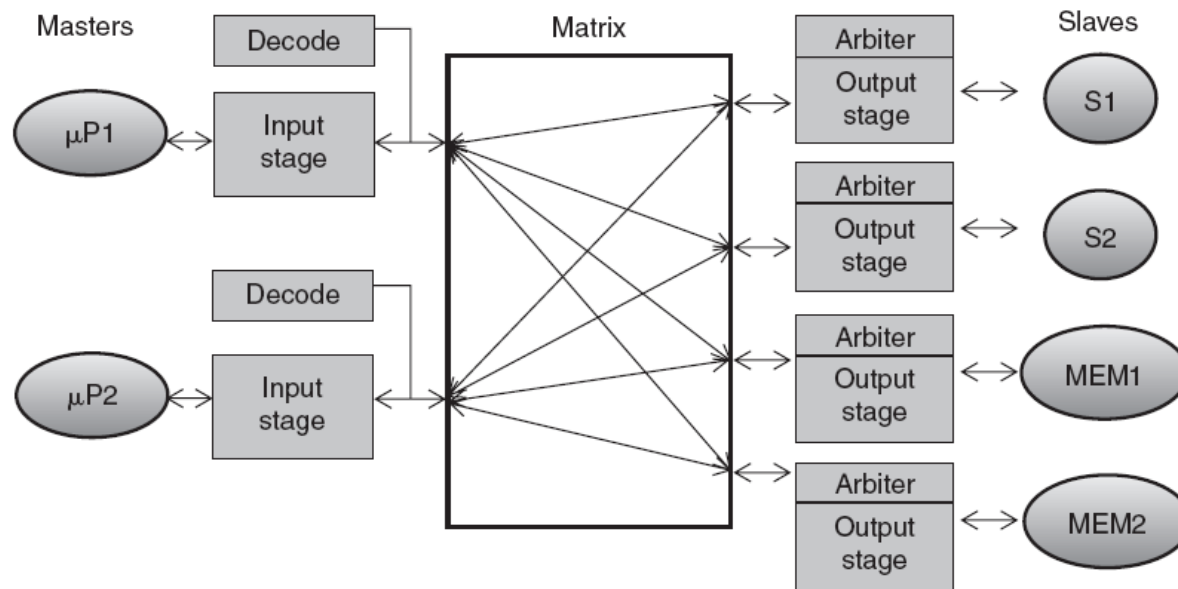 Masters
Decode
Matrix
Arbiter
Output
stage
Slaves
S1
μP1
Input
stage
Arbiter
Output
stage
S2
Decode
μP2
Input
stage
Arbiter
Output
stage
MEM1
Arbiter
Output
stage
MEM2